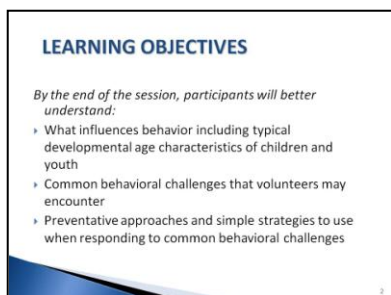 LEARNING OBJECTIVES
By the end of the session, participants will better
understand:
What influences behavior including typical
developmental age characteristics of children and
youth
Common behavioral challenges that volunteers may
encounter
Preventative approaches and simple strategies to use
when responding to common behavioral challenges
2